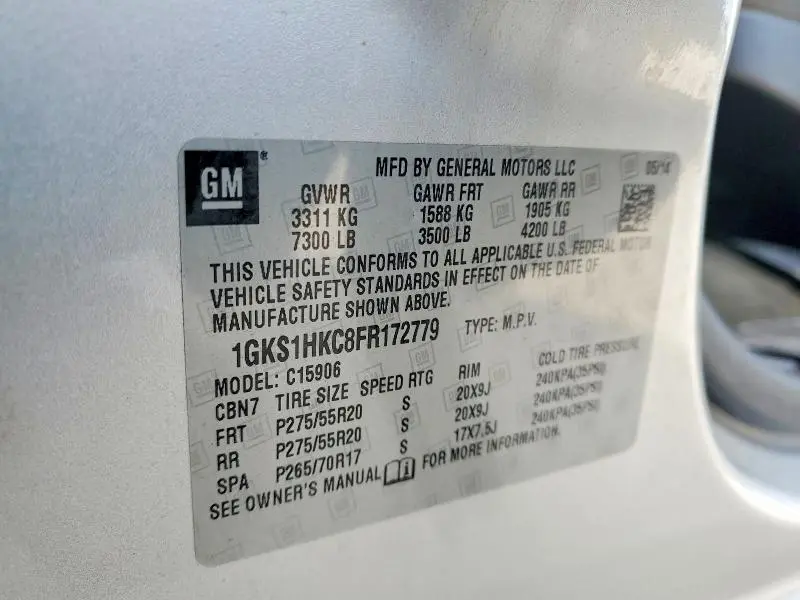 GM ®
MFD BY GENERAL MOTORS LLC 05/14
GVWR GAWR FRT GAWR RR
3311 KG 1588 KG 1905 KG
7300 LB 3500 LB 4200 LB
THIS VEHICLE CONFORMS TO ALL APPLICABLE U.S. FEDERAL MOTOR
VEHICLE SAFETY STANDARDS IN EFFECT ON THE DATE OF
MANUFACTURE SHOWN ABOVE.
1GKS1HKC8FR172779 TYPE: M.P.V.
MODEL: C15906
CBN7 TIRE SIZE SPEED RTG RIM COLD TIRE PRESSURE
FRT P275/55R20 S 20X9J 240KPA(35PSI)
RR P275/55R20 S 20X9J 240KPA(35PSI)
SPA P265/70R17 S 17X7.5J 240KPA(35PSI)
SEE OWNER'S MANUAL FOR MORE INFORMATION.